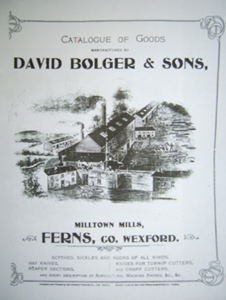 CATALOGUE OF GOODS
MANUFACTURED BY
DAVID BOLGER & SONS,
MILLTOWN MILLS,
FERNS, CO. WEXFORD.
SCYTHES, SICKLES AND HOOKS OF ALL KINDS,
HAY KNIVES, KNIVES FOR TURNIP CUTTERS,
REAPER SECTIONS, AND CHAFF CUTTERS,